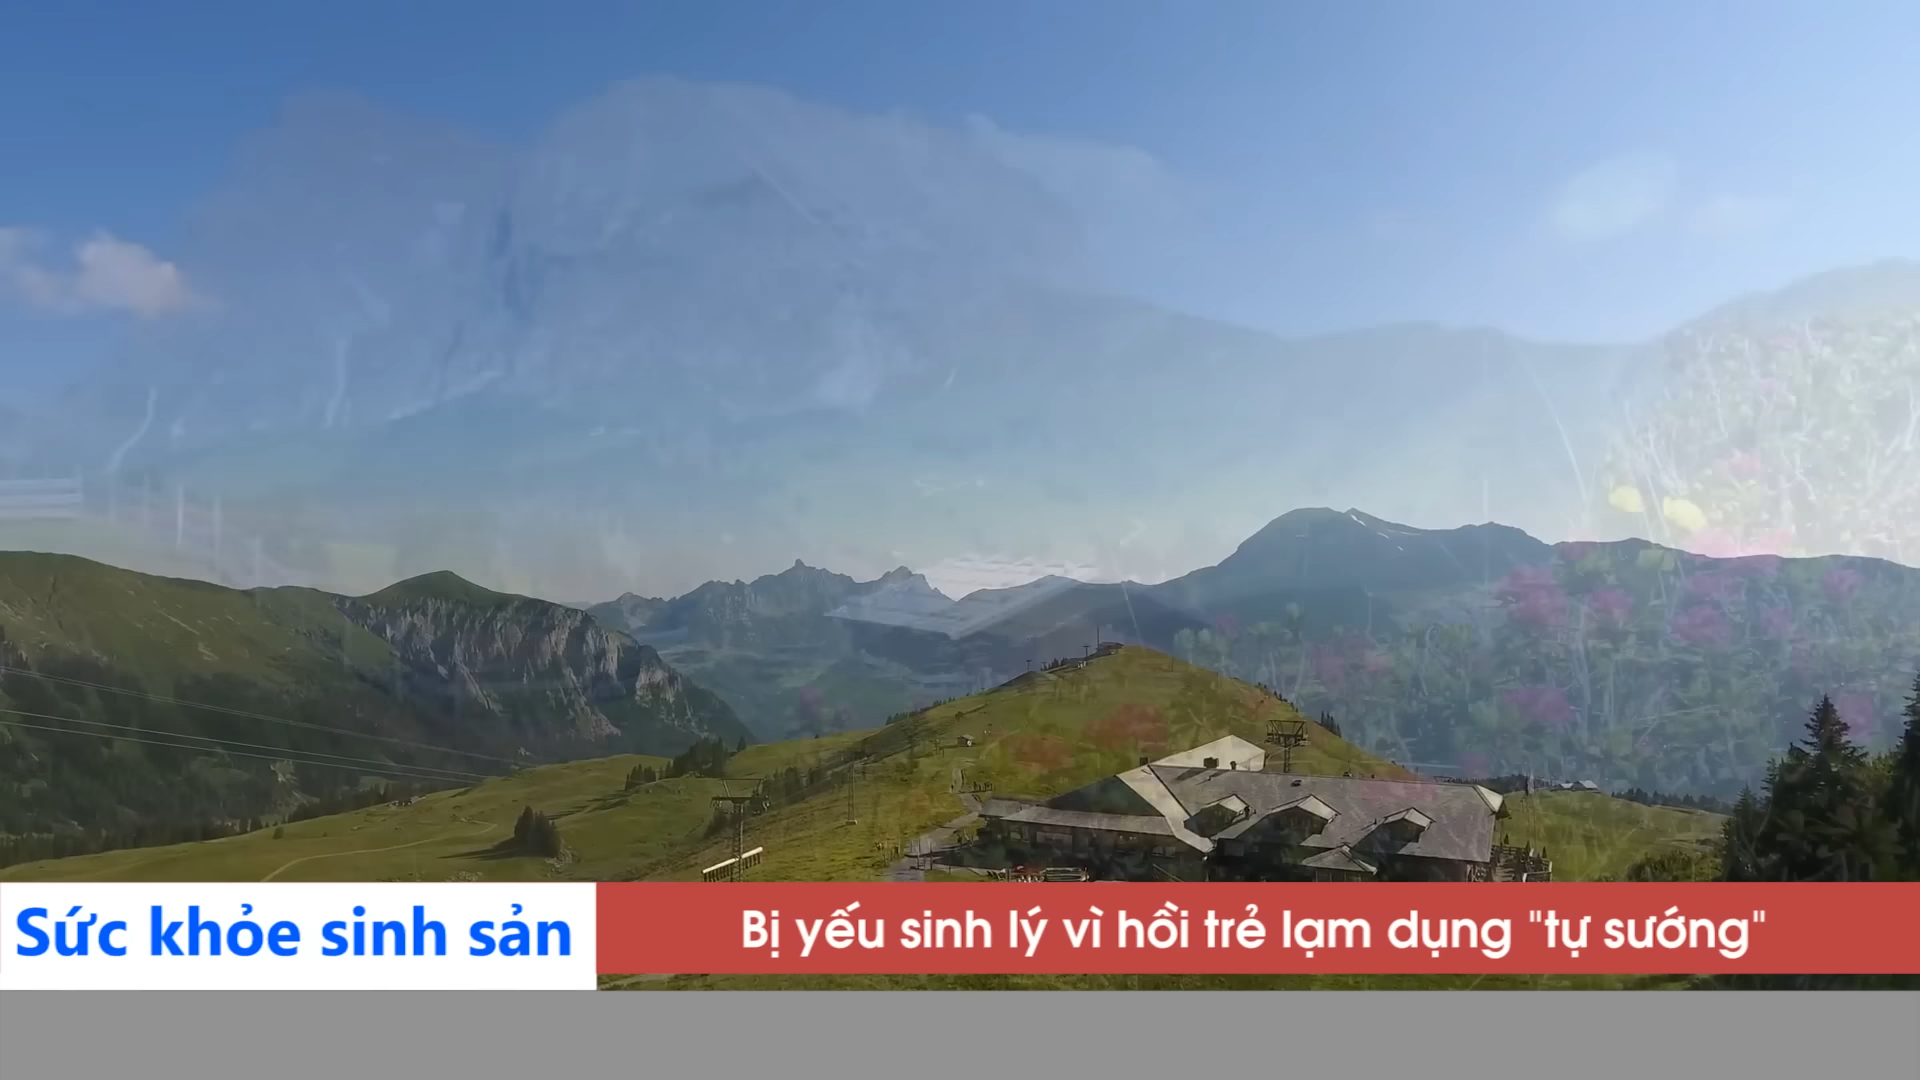 Sức khỏe sinh sản
Bị yếu sinh lý vì hồi trẻ lạm dụng "tự sướng"